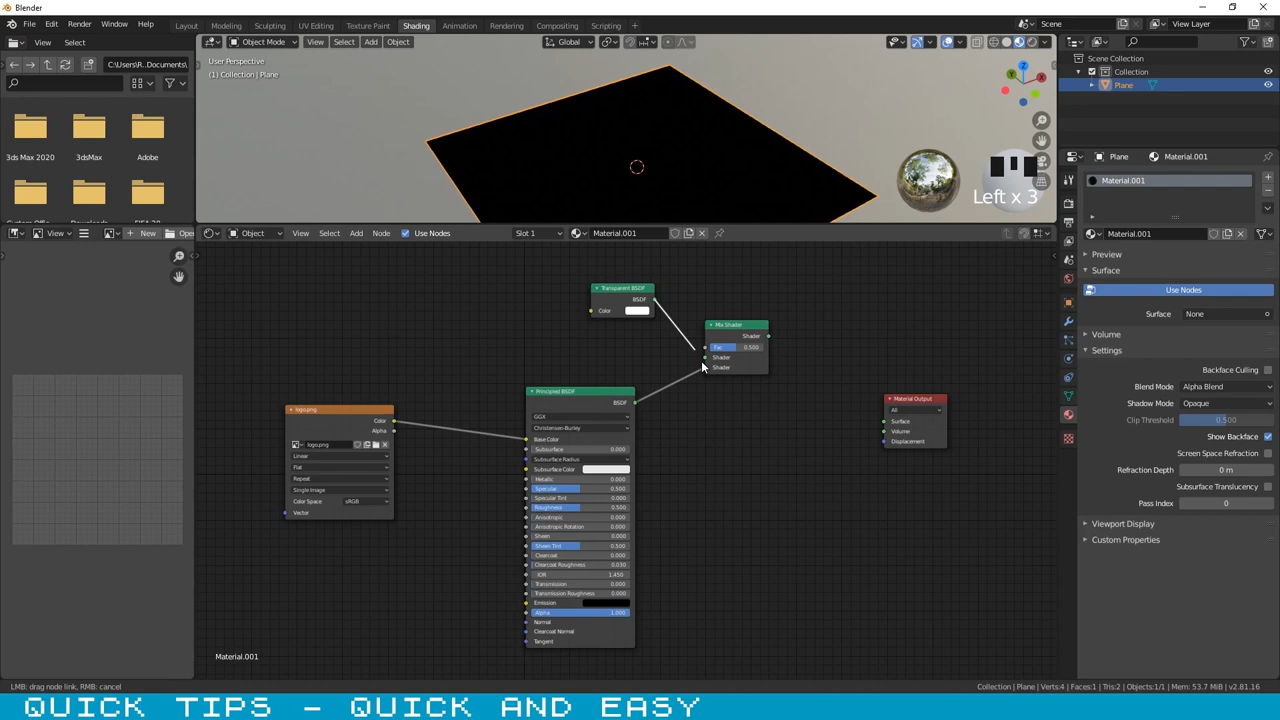 Blender
File Edit Render Window Help
Layout Modeling Sculpting UV Editing Texture Paint Shading Animation Rendering Compositing Scripting
Scene View Layer
View Select
Object Mode View Select Add Object Global
C:\Users\R..Documents\
User Perspective
(1) Collection | Plane
Scene Collection
Collection
Plane
3ds Max 2020 3dsMax Adobe
Plane Material.001
Material.001
Left x 3
View New Open
Object View Select Add Node Use Nodes Slot 1 Material.001
Material.001
Preview
Surface
Use Nodes
Surface None
Volume
Settings
Backface Culling
Blend Mode Alpha Blend
Shadow Mode Opaque
Clip Threshold 0.500
Show Backface
Screen Space Refraction
Refraction Depth 0 m
Subsurface Translucency
Pass Index 0
Viewport Display
Custom Properties
Transparent BSDF
BSDF
Color
Mix Shader
Shader
Fac 0.500
Shader
Shader
Principled BSDF
BSDF
GGX
Christensen-Burley
Base Color
Subsurface 0.000
Subsurface Radius
Subsurface Color
Metallic 0.000
Specular 0.500
Specular Tint 0.000
Roughness 0.500
Anisotropic 0.000
Anisotropic Rotation 0.000
Sheen 0.000
Sheen Tint 0.500
Clearcoat 0.000
Clearcoat Roughness 0.030
IOR 1.450
Transmission 0.000
Transmission Roughness 0.000
Emission
Alpha 1.000
Normal
Clearcoat Normal
Tangent
logo.png
Color
Alpha
logo.png
Linear
Flat
Repeat
Single Image
Color Space sRGB
Vector
Material Output
All
Surface
Volume
Displacement
Material.001
LMB: drag node link, RMB: cancel
Collection | Plane | Verts:4 | Faces:1 | Tris:2 | Objects:1/1 | Mem: 53.7 MiB | v2.81.16
QUICK TIPS - QUICK AND EASY